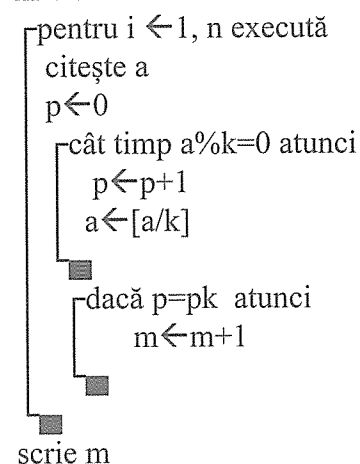 pentru i ←1, n execută
citește a
p←0
cât timp a%k=0 atunci
p←p+1
a←[a/k]
dacă p=pk atunci
m←m+1
scrie m